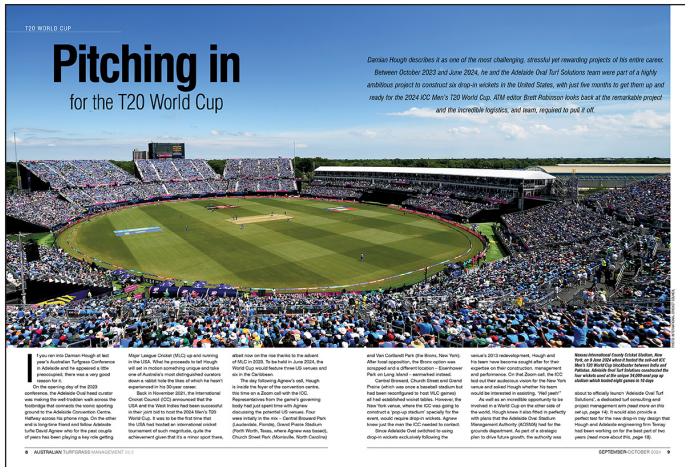 T20 WORLD CUP
Pitching in
for the T20 World Cup
Damian Hough describes it as one of the most challenging, stressful yet rewarding projects of his entire career.
Between October 2023 and June 2024, he and the Adelaide Oval Turf Solutions team were part of a highly
ambitious project to construct six drop-in wickets in the United States, with just five months to get them up and
ready for the 2024 ICC Men's T20 World Cup. ATM editor Brett Robinson looks back at the remarkable project
and the incredible logistics, and team, required to pull it off.
If you ran into Damian Hough at last
year's Australian Turfgrass Conference
in Adelaide and he appeared a little
preoccupied, there was a very good
reason for it.
On the opening day of the 2023
conference, the Adelaide Oval head curator
was making the well-trodden walk across the
footbridge that connects the iconic sporting
ground to the Adelaide Convention Centre.
Halfway across his phone rings. On the other
end is long-time friend and fellow Adelaide
turfie David Agnew who for the past couple
of years has been playing a key role getting
Major League Cricket (MLC) up and running
in the USA. What he proceeds to tell Hough
will set in motion something unique and take
one of Australia's most distinguished curators
down a rabbit hole the likes of which he hasn't
experienced in his 30-year career.
Back in November 2021, the International
Cricket Council (ICC) announced that the
USA and the West Indies had been successful
in their joint bid to host the 2024 Men's T20
World Cup. It was to be the first time that
the USA had hosted an international cricket
tournament of such magnitude, quite the
achievement given that it's a minor sport there,
albeit now on the rise thanks to the advent
of MLC in 2023. To be held in June 2024, the
World Cup would feature three US venues and
six in the Caribbean.
The day following Agnew's call, Hough
is inside the foyer of the convention centre,
this time on a Zoom call with the ICC.
Representatives from the game's governing
body had just spent time with Agnew
discussing the potential US venues. Four
were initially in the mix - Central Broward Park
(Lauderdale, Florida), Grand Prairie Stadium
(Forth Worth, Texas, where Agnew was based),
Church Street Park (Morrisville, North Carolina)
and Van Cortlandt Park (the Bronx, New York).
After local opposition, the Bronx option was
scrapped and a different location – Eisenhower
Park on Long Island – earmarked instead.
Central Broward, Church Street and Grand
Prairie (which was once a baseball stadium but
had been reconfigured to host MLC games)
all had established wicket tables. However, the
New York venue, where the ICC was going to
construct a 'pop-up stadium' specially for the
event, would require drop-in wickets. Agnew
knew just the man the ICC needed to contact.
Since Adelaide Oval switched to using
drop-in wickets exclusively following the
venue's 2013 redevelopment, Hough and
his team have become sought after for their
expertise on their construction, management
and performance. On that Zoom call, the ICC
laid out their audacious vision for the New York
venue and asked Hough whether his team
would be interested in assisting. 'Hell yeah!'
As well as an incredible opportunity to be
involved in a World Cup on the other side of
the world, Hough knew it also fitted in perfectly
with plans that the Adelaide Oval Stadium
Management Authority (AOSMA) had for the
grounds department. As part of a strategic
plan to drive future growth, the authority was
Nassau International County Cricket Stadium, New
York, on 9 June 2024 when it hosted the sell-out ICC
Men's T20 World Cup blockbuster between India and
Pakistan. Adelaide Oval Turf Solutions constructed the
four wickets used at the unique 34,000-seat pop up
stadium which hosted eight games in 10 days
about to officially launch 'Adelaide Oval Turf
Solutions', a dedicated turf consulting and
project management arm (read more on this
set up, page 14). It would also provide a
perfect test for the new drop-in tray design that
Hough and Adelaide engineering firm Ternay
had been working on for the best part of two
years (need more about this, page 18).
8 AUSTRALIAN TURFGRASS MANAGEMENT 26.5
SEPTEMBER-OCTOBER 2024 9